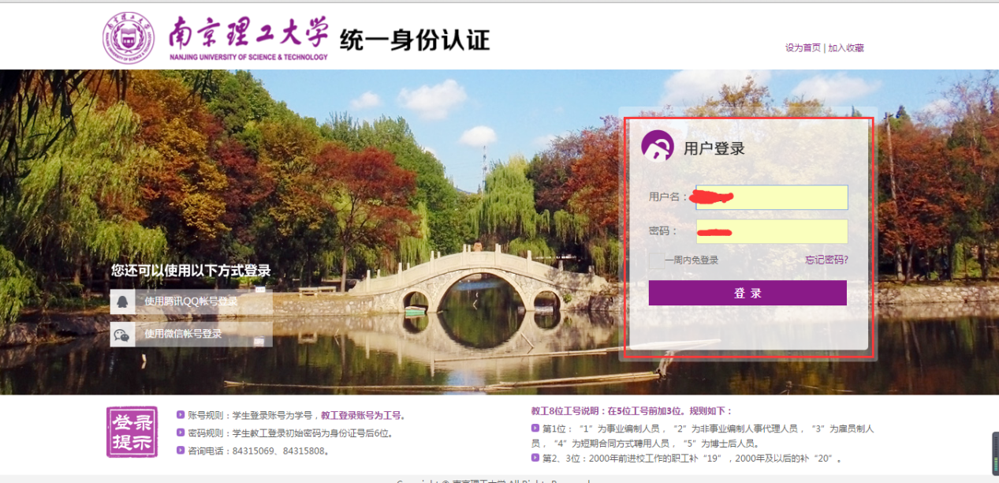 南京理工大学 统一身份认证
NANJING UNIVERSITY OF SCIENCE & TECHNOLOGY
设为首页 | 加入收藏
用户登录
用户名：
密码：
一周内免登录 忘记密码?
登 录
您还可以使用以下方式登录
使用腾讯QQ帐号登录
使用微信帐号登录
登录
提示
账号规则：学生登录账号为学号，教工登录账号为工号。
密码规则：学生教工登录初始密码为身份证号后6位。
咨询电话：84315069、84315808。
教工8位工号说明：在5位工号前加3位。规则如下：
第1位：“1”为事业编制人员，“2”为非事业编制人事代理人员，“3”为雇员制人
员，“4”为短期合同方式聘用人员，“5”为博士后人员。
第2、3位：2000年前进校工作的职工补“19”，2000年及以后的补“20”。